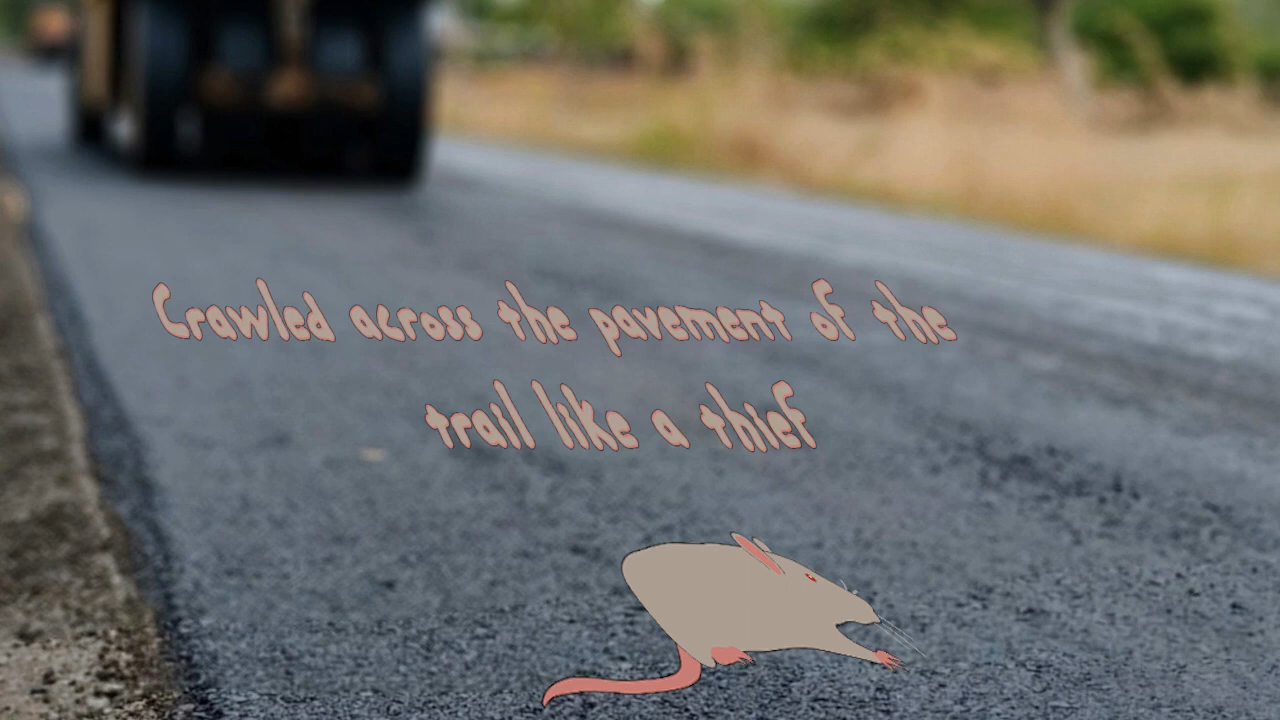 Crawled across the pavement of the
trail like a thief